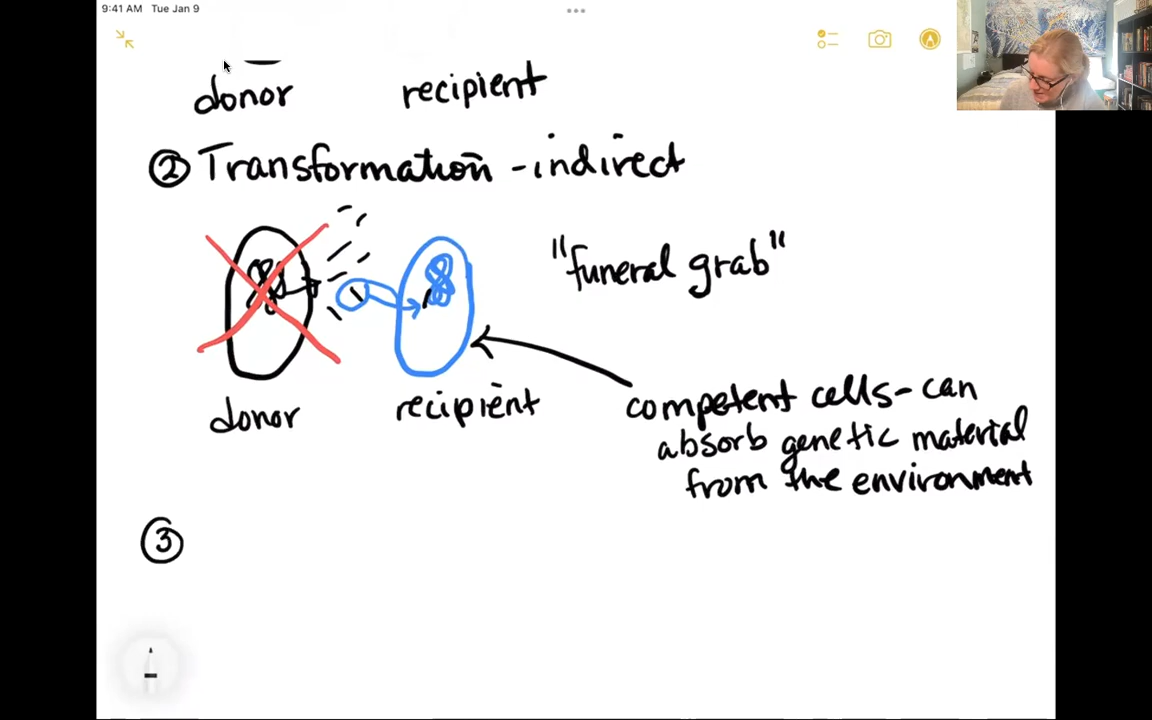 9:41 AM Tue Jan 9
donor recipient
② Transformation - indirect
"funeral grab"
donor recipient
competent cells - can
absorb genetic material
from the environment
③